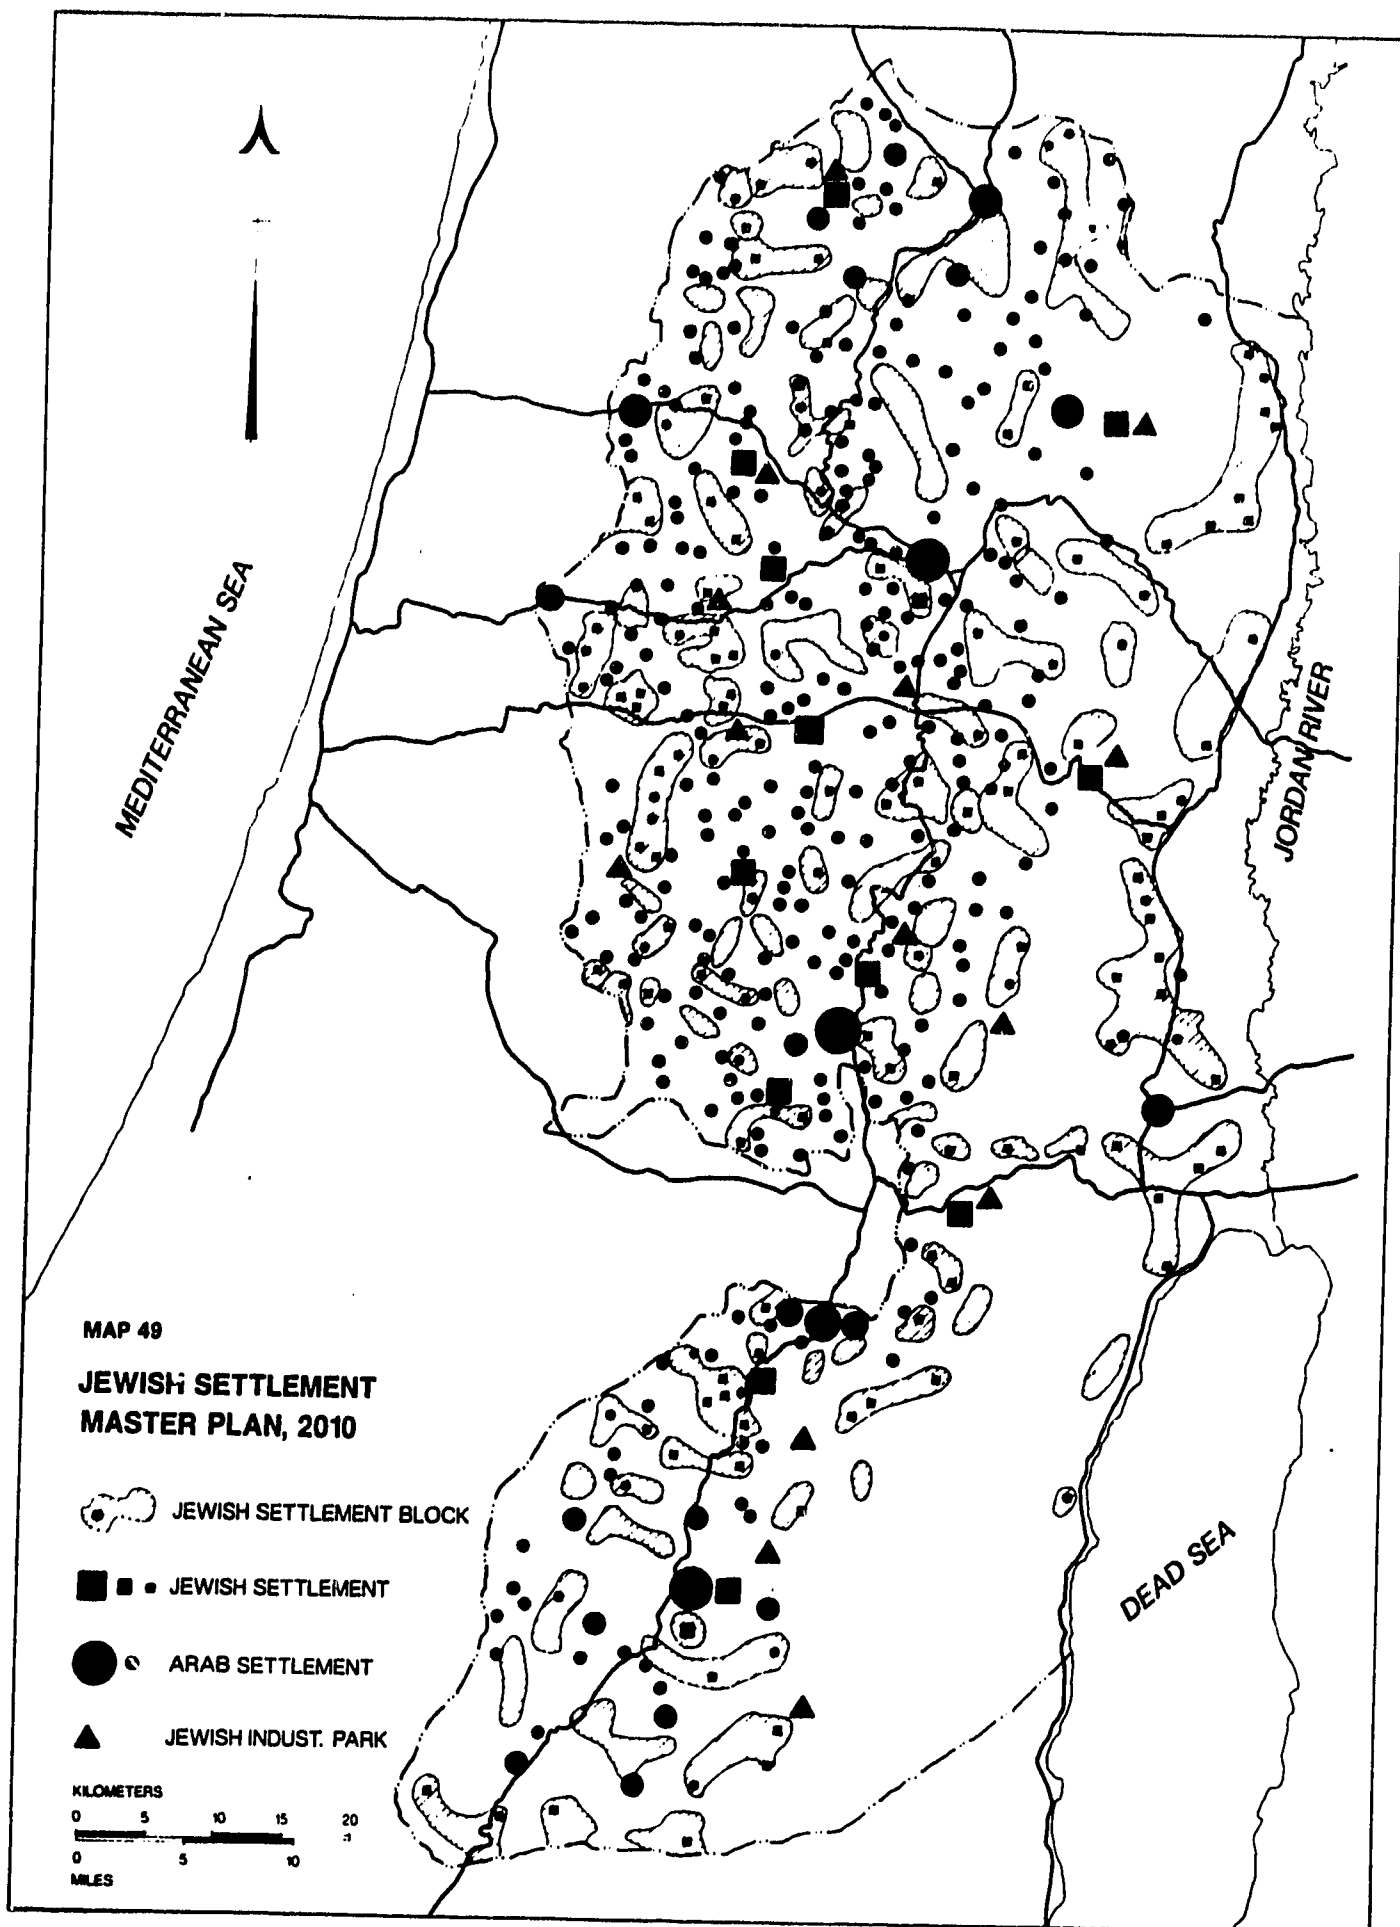 MEDITERRANEAN SEA
JORDAN RIVER
DEAD SEA
MAP 49
JEWISH SETTLEMENT
MASTER PLAN, 2010
JEWISH SETTLEMENT BLOCK
JEWISH SETTLEMENT
ARAB SETTLEMENT
JEWISH INDUST. PARK
KILOMETERS
0 5 10 15 20
0 5 10
MILES